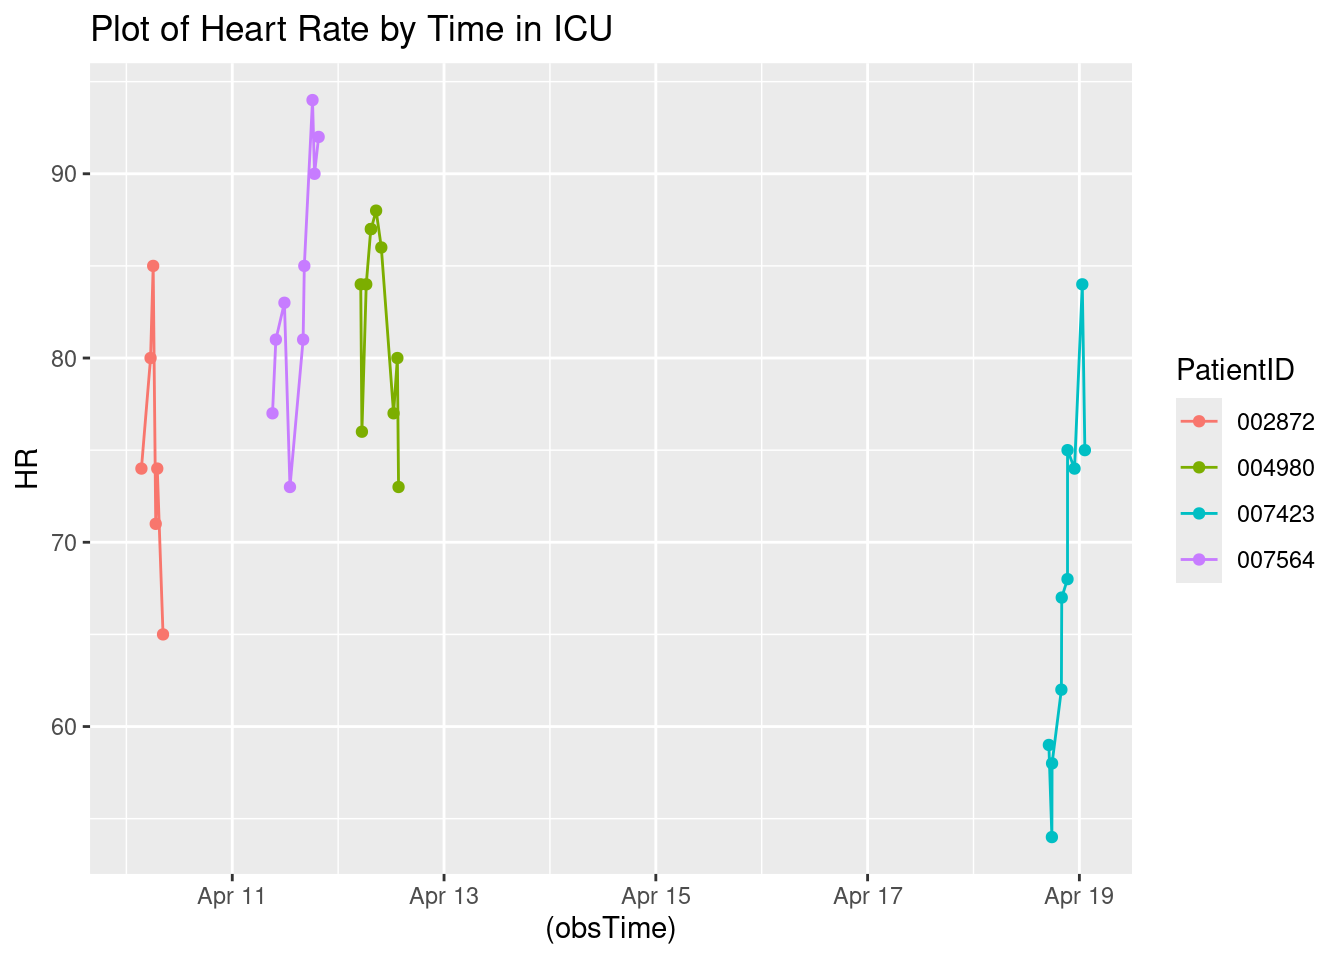 Plot of Heart Rate by Time in ICU
HR
90
80
70
60
Apr 11
Apr 13
Apr 15
Apr 17
Apr 19
(obsTime)
PatientID
002872
004980
007423
007564